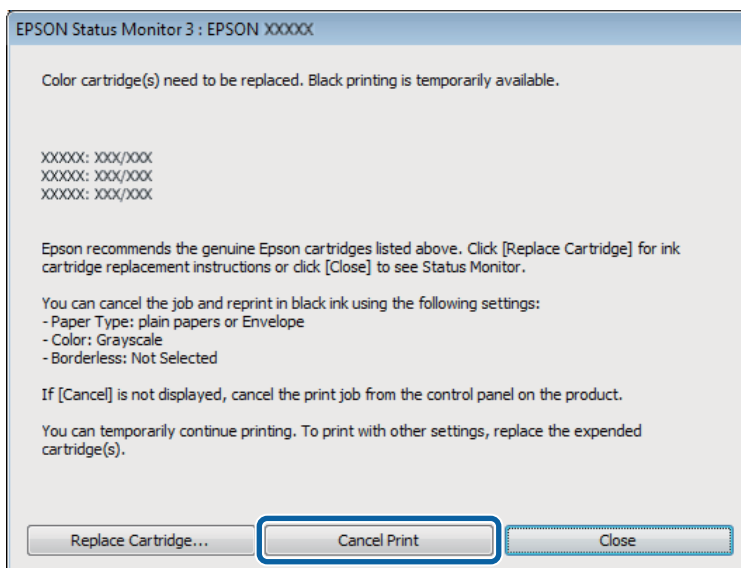 EPSON Status Monitor 3 : EPSON XXXXX
Color cartridge(s) need to be replaced. Black printing is temporarily available.
XXXXX: XXX/XXX
XXXXX: XXX/XXX
XXXXX: XXX/XXX
Epson recommends the genuine Epson cartridges listed above. Click [Replace Cartridge] for ink
cartridge replacement instructions or click [Close] to see Status Monitor.
You can cancel the job and reprint in black ink using the following settings:
- Paper Type: plain papers or Envelope
- Color: Grayscale
- Borderless: Not Selected
If [Cancel] is not displayed, cancel the print job from the control panel on the product.
You can temporarily continue printing. To print with other settings, replace the expended
cartridge(s).
Replace Cartridge... Cancel Print Close